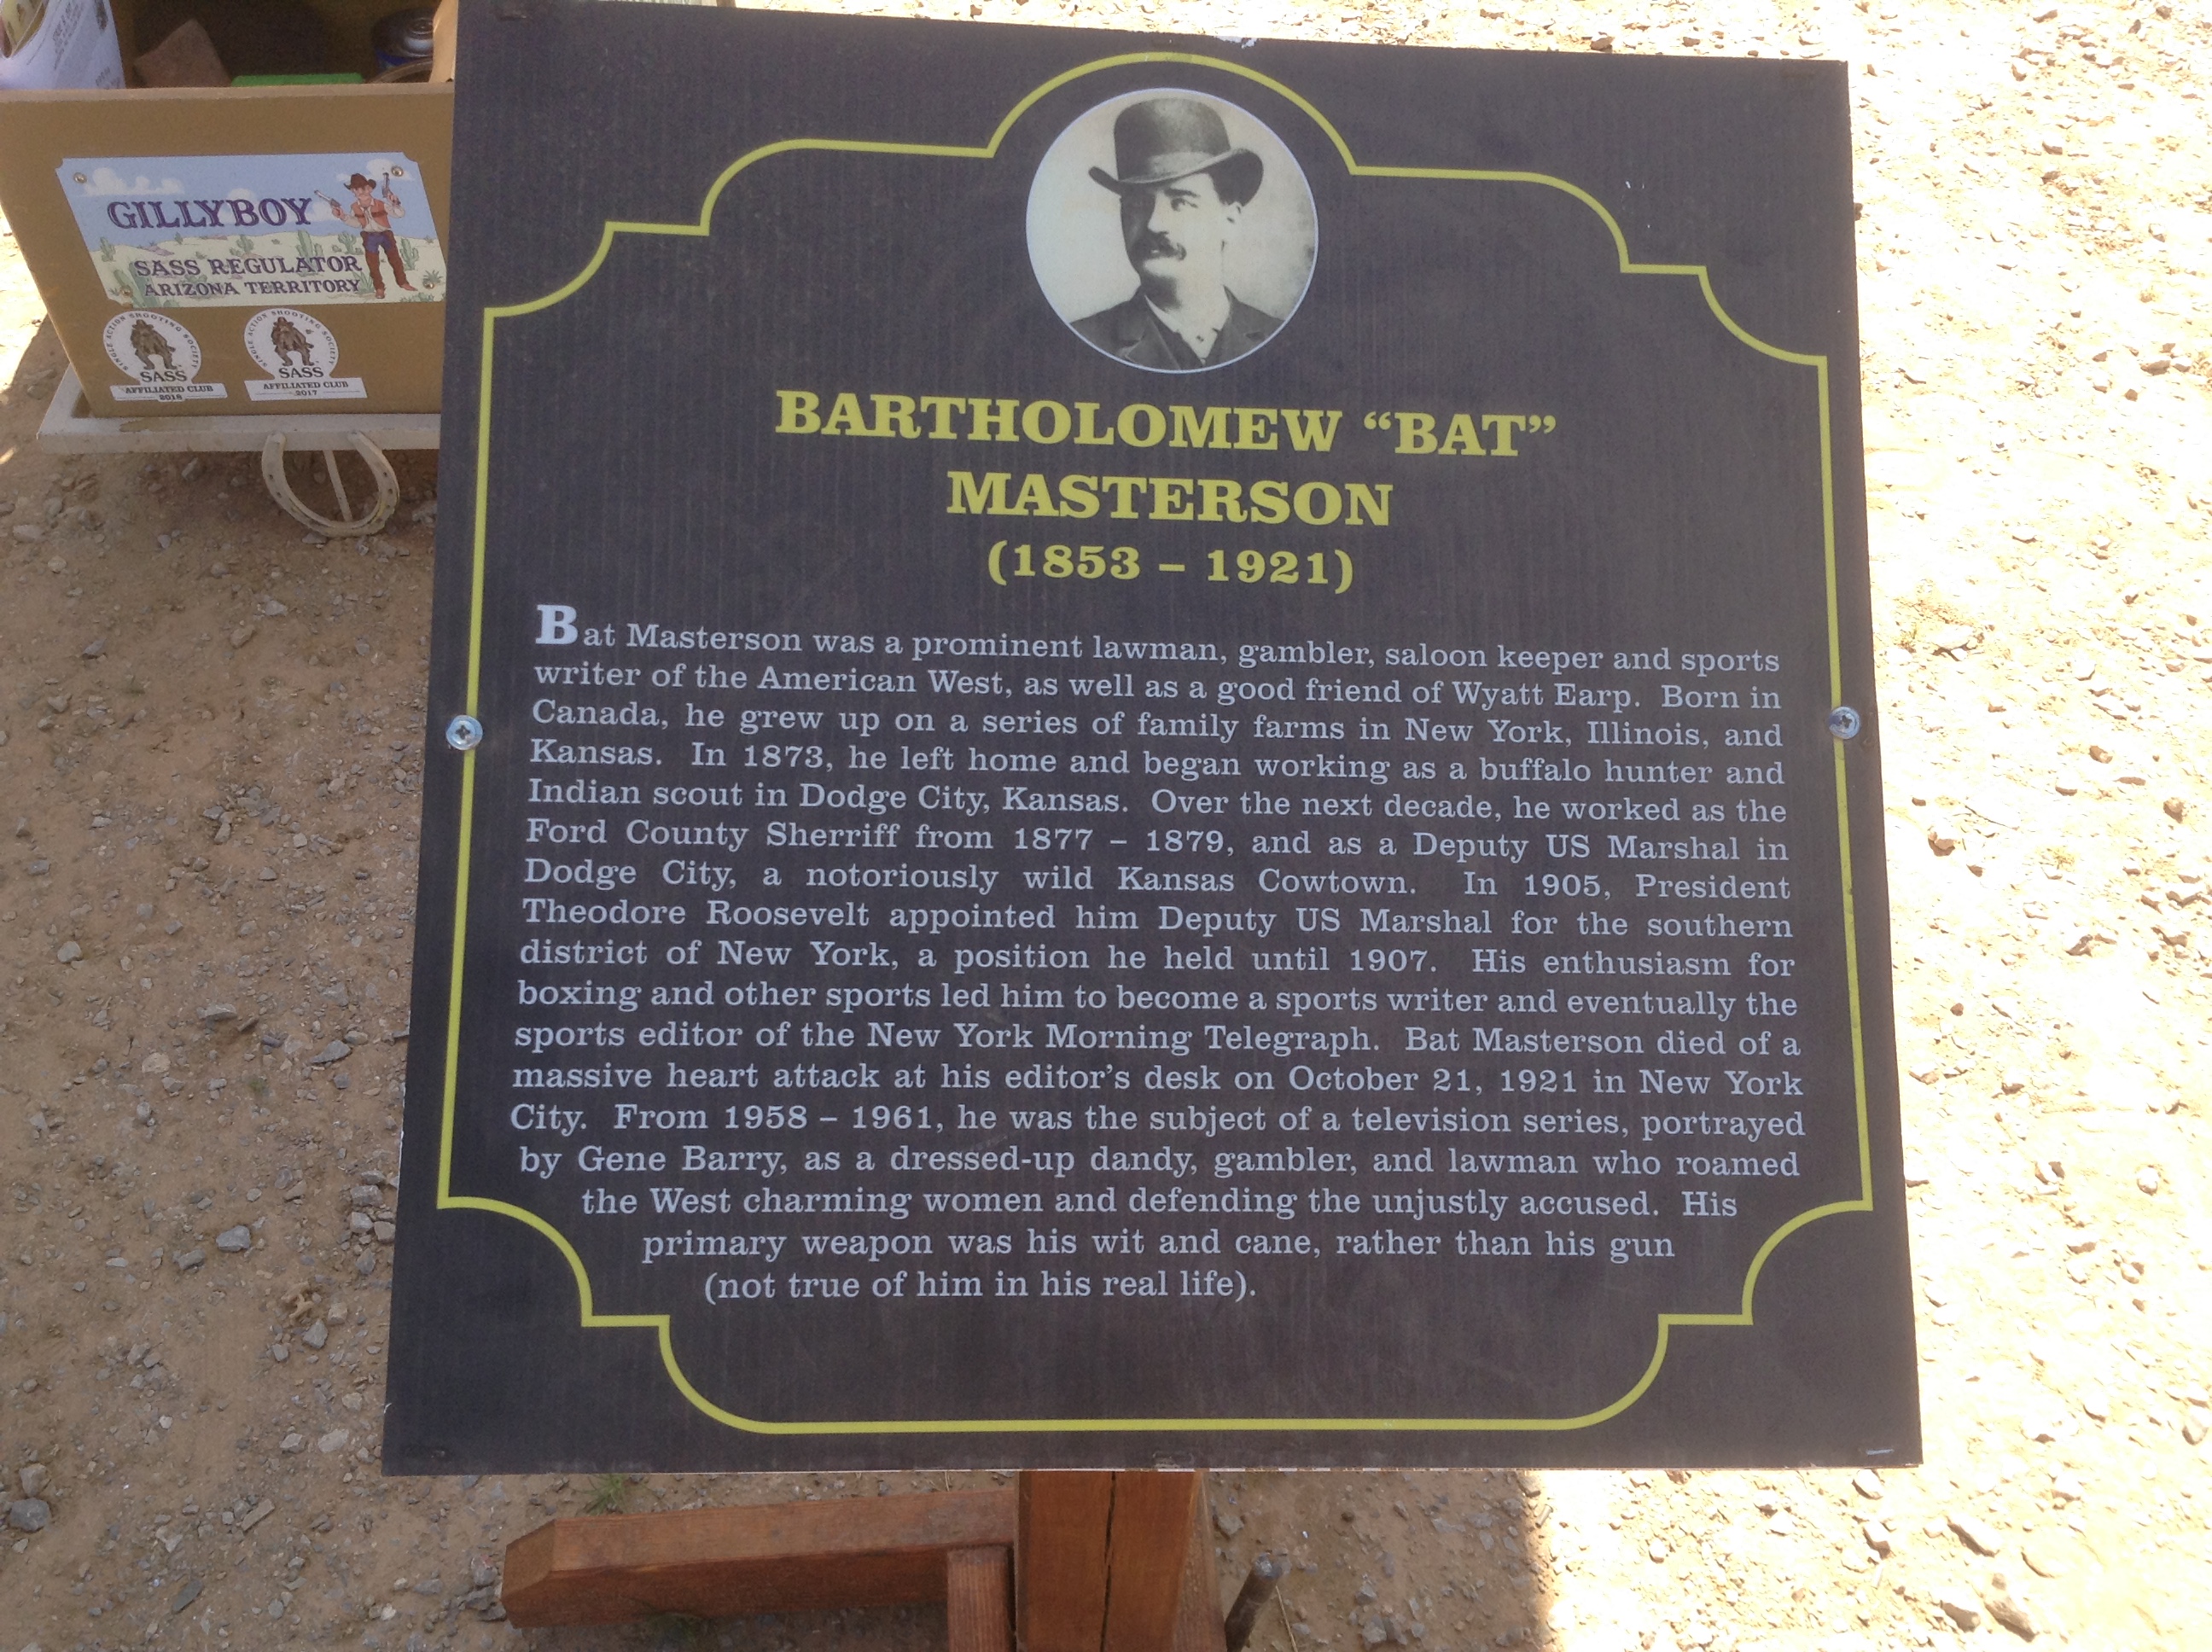 GILLYBOY
SASS REGULATOR
ARIZONA TERRITORY
SINGLE ACTION SHOOTING SOCIETY
SASS
AFFILIATED CLUB
2016
SINGLE ACTION SHOOTING SOCIETY
SASS
AFFILIATED CLUB
2017
BARTHOLOMEW “BAT”
MASTERSON
(1853 – 1921)
Bat Masterson was a prominent lawman, gambler, saloon keeper and sports
writer of the American West, as well as a good friend of Wyatt Earp. Born in
Canada, he grew up on a series of family farms in New York, Illinois, and
Kansas. In 1873, he left home and began working as a buffalo hunter and
Indian scout in Dodge City, Kansas. Over the next decade, he worked as the
Ford County Sherriff from 1877 – 1879, and as a Deputy US Marshal in
Dodge City, a notoriously wild Kansas Cowtown. In 1905, President
Theodore Roosevelt appointed him Deputy US Marshal for the southern
district of New York, a position he held until 1907. His enthusiasm for
boxing and other sports led him to become a sports writer and eventually the
sports editor of the New York Morning Telegraph. Bat Masterson died of a
massive heart attack at his editor’s desk on October 21, 1921 in New York
City. From 1958 – 1961, he was the subject of a television series, portrayed
by Gene Barry, as a dressed-up dandy, gambler, and lawman who roamed
the West charming women and defending the unjustly accused. His
primary weapon was his wit and cane, rather than his gun
(not true of him in his real life).